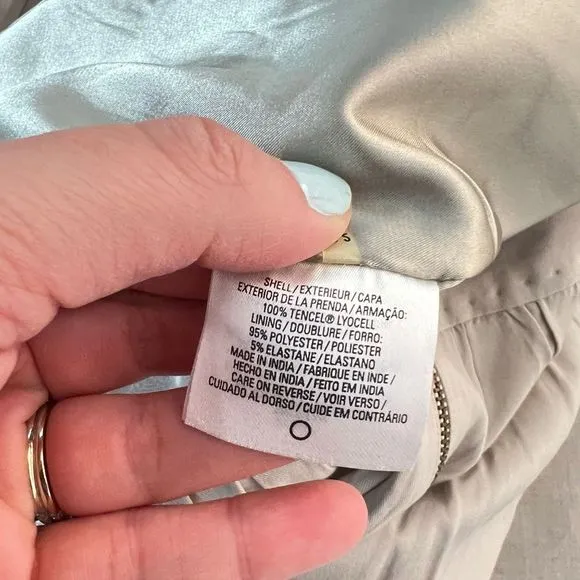 S
SHELL/EXTERIEUR/CAPA
EXTERIOR DE LA PRENDA/ARMAÇÃO:
100% TENCEL® LYOCELL
LINING/DOUBLURE/FORRO:
95% POLYESTER/POLIESTER
5% ELASTANE/ELASTANO
MADE IN INDIA/FABRIQUE EN INDE/
HECHO EN INDIA/FEITO EM INDIA
CARE ON REVERSE/VOIR VERSO/
CUIDADO AL DORSO/CUIDE EM CONTRÁRIO